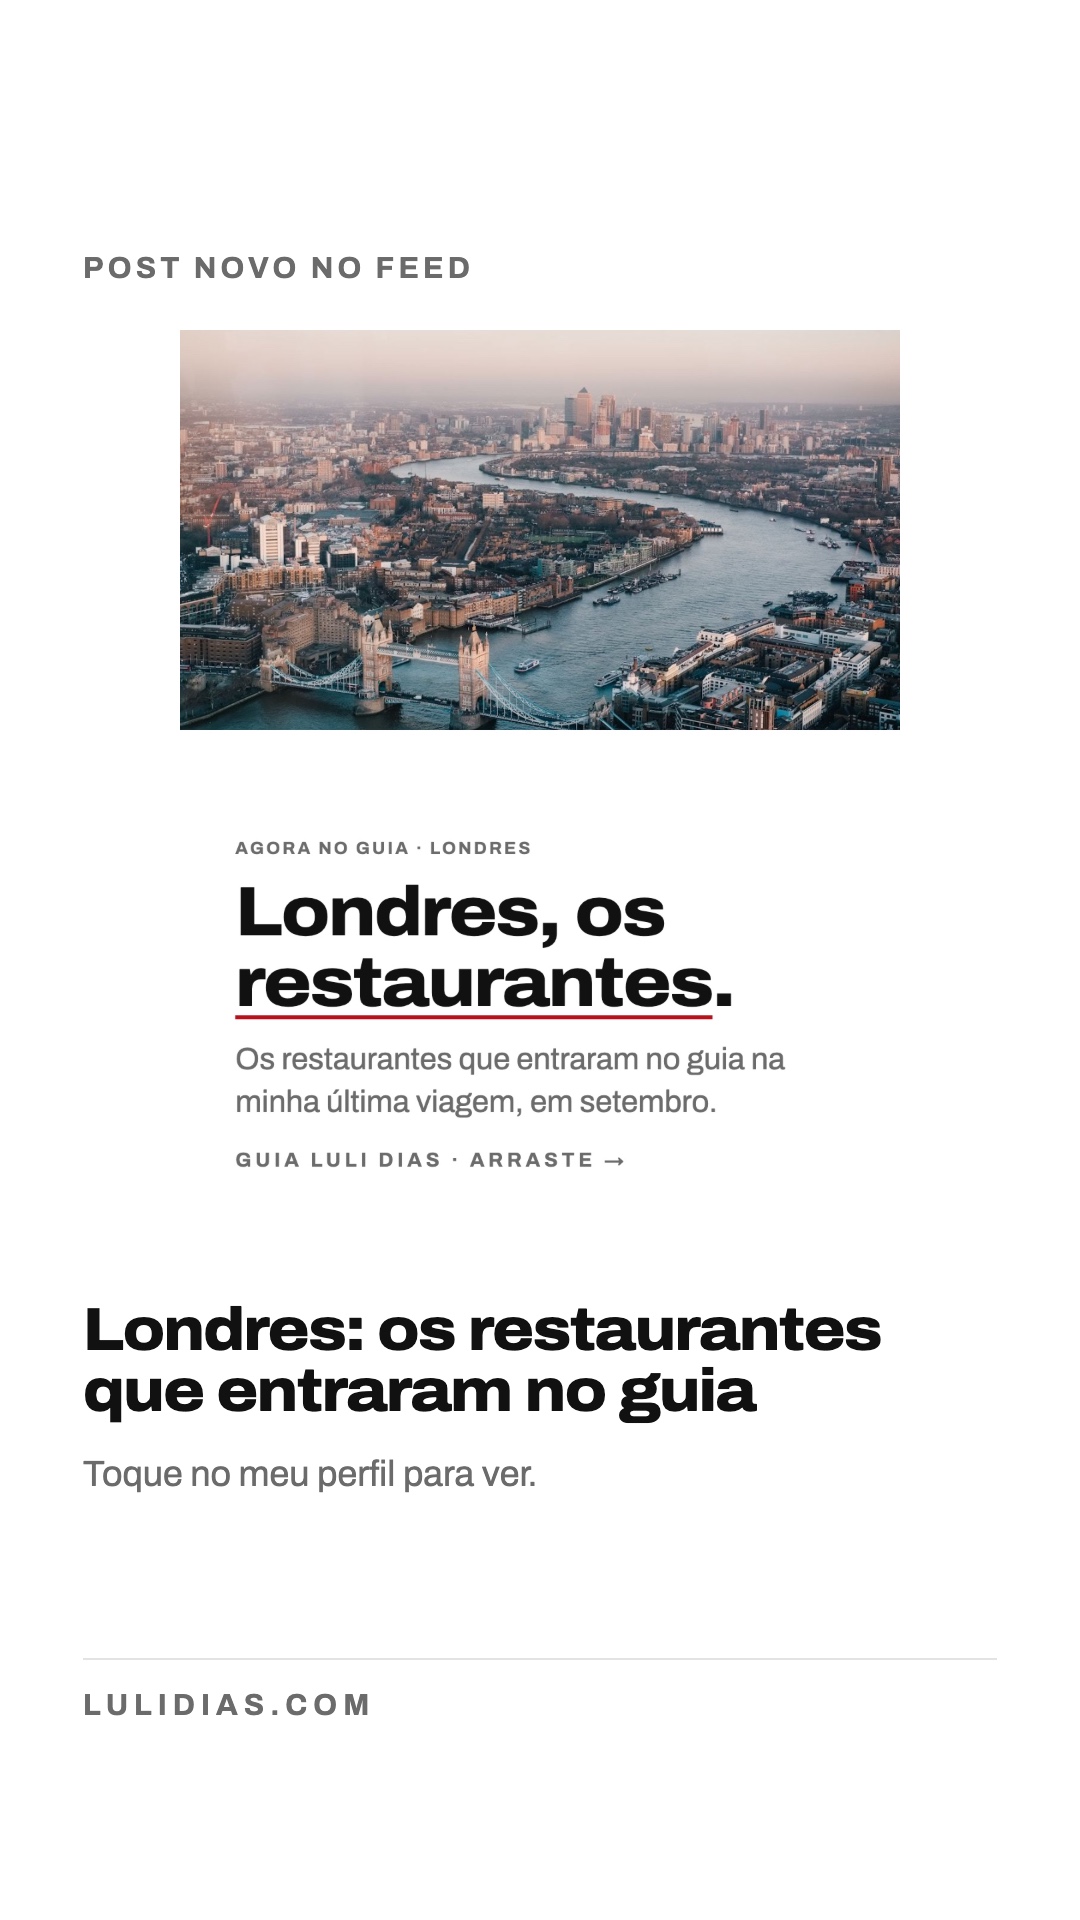 POST NOVO NO FEED
AGORA NO GUIA · LONDRES
Londres, os
restaurantes.
Os restaurantes que entraram no guia na
minha última viagem, em setembro.
GUIA LULI DIAS · ARRASTE →
Londres: os restaurantes
que entraram no guia
Toque no meu perfil para ver.
LULIDIAS.COM